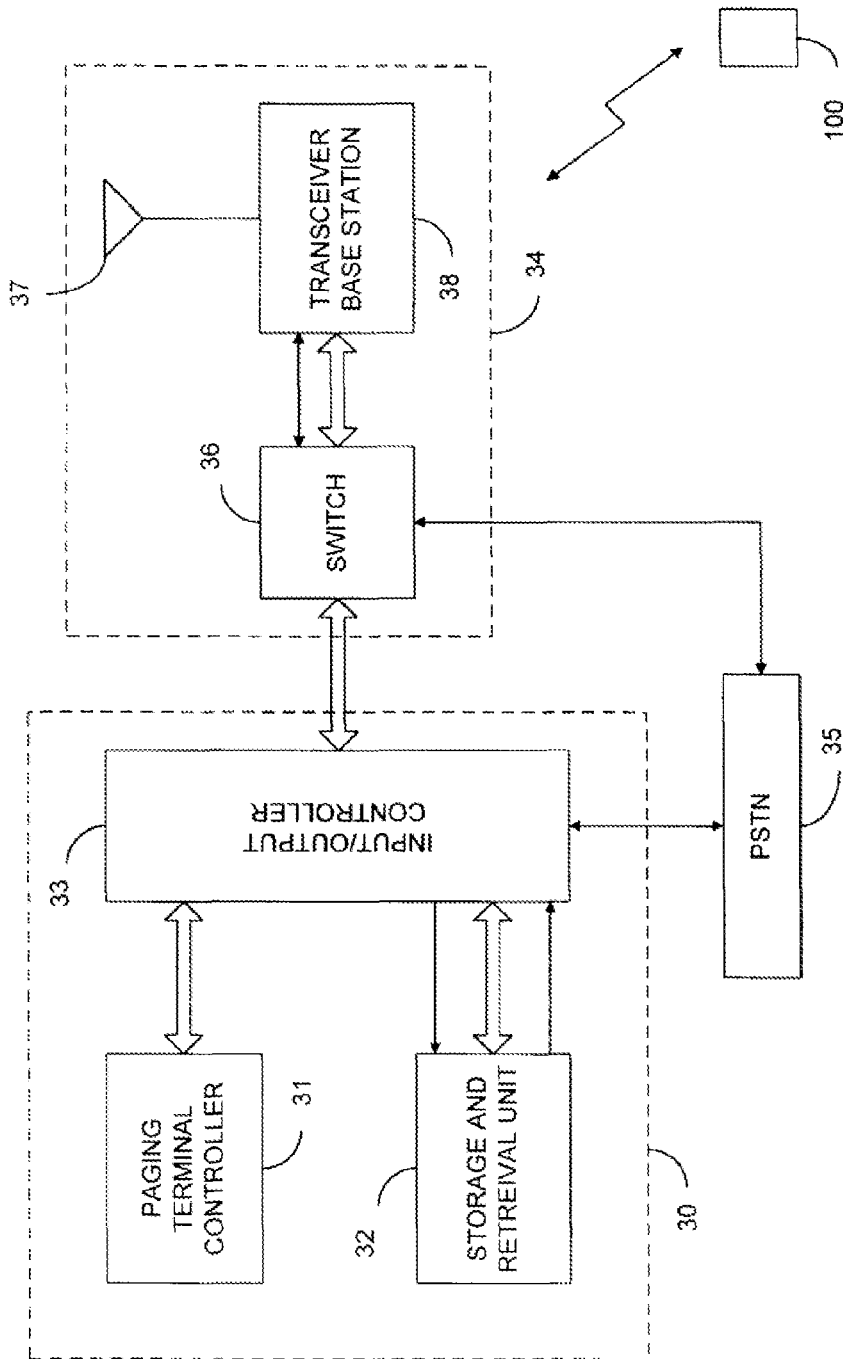 37
TRANSCEIVER
BASE STATION
38
34
100
36
SWITCH
33
INPUT/OUTPUT
CONTROLLER
35
PSTN
PAGING
TERMINAL
CONTROLLER
31
32
STORAGE AND
RETREIVAL UNIT
30